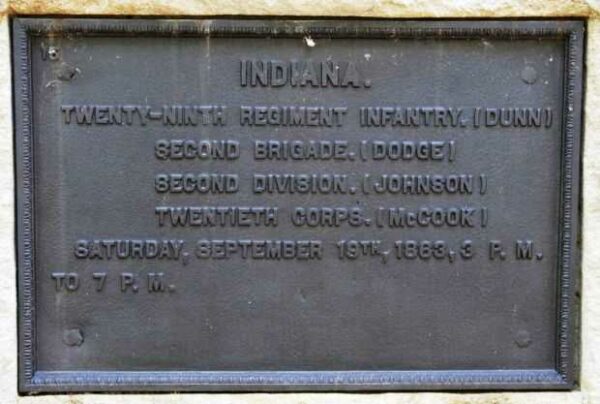 18
INDIANA.
TWENTY-NINTH REGIMENT INFANTRY. (DUNN)
SECOND BRIGADE. (DODGE)
SECOND DIVISION. (JOHNSON)
TWENTIETH CORPS. (McCOOK)
SATURDAY, SEPTEMBER 19TH, 1863, 3 P. M.
TO 7 P. M.